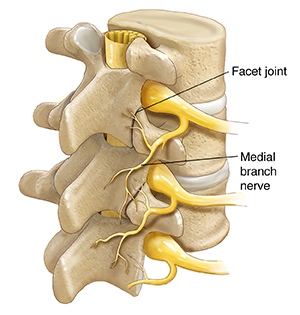 Facet joint
Medial
branch
nerve